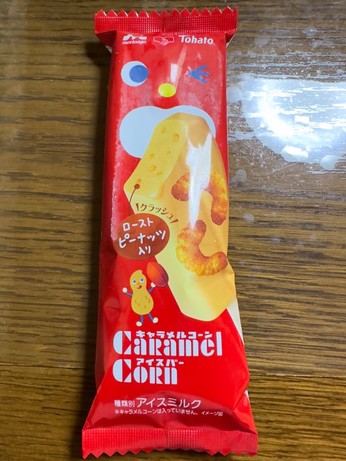 morinaga Tohato
クラッシュ
ロースト
ピーナッツ
入り
キャラメルコーン
Caramel
アイスバー
Corn
種類別 アイスミルク
※キャラメルコーンは入っていません。イメージ図